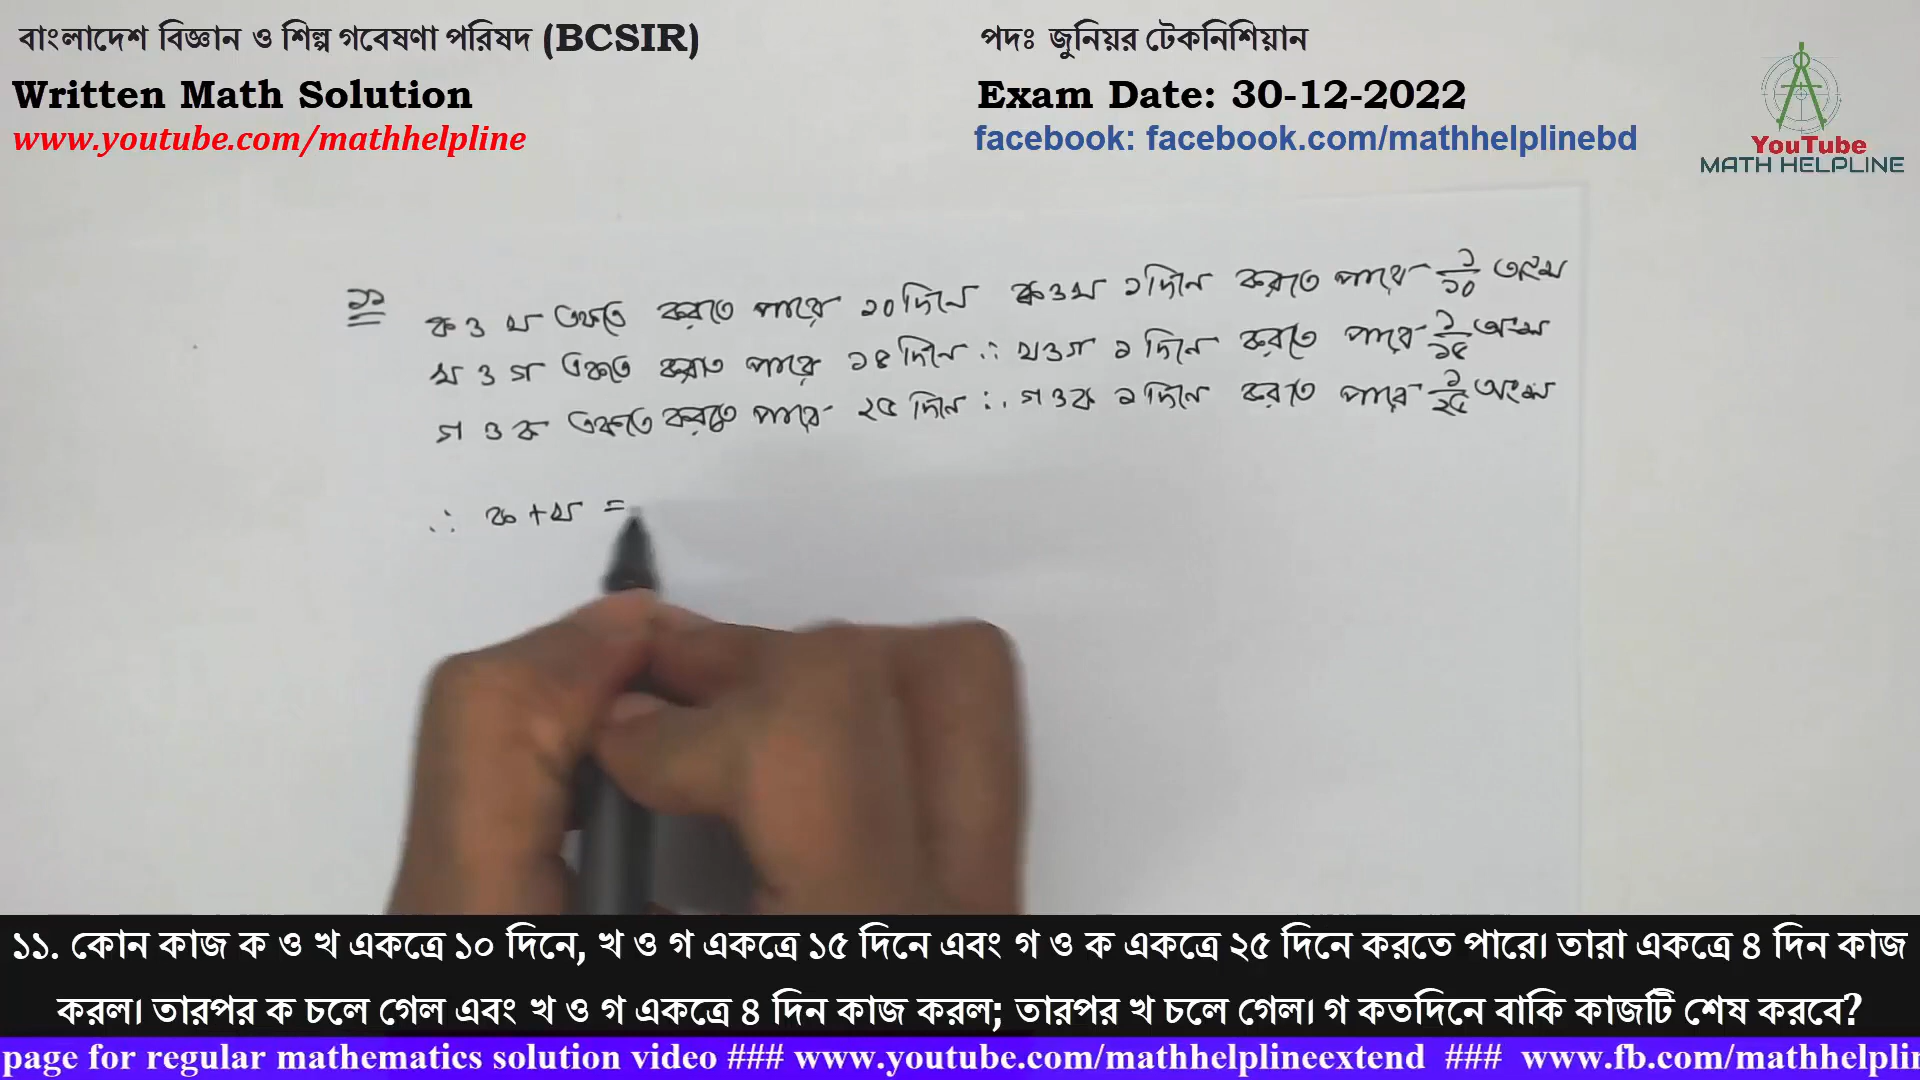 বাংলাদেশ বিজ্ঞান ও শিল্প গবেষণা পরিষদ (BCSIR)
পদঃ জুনিয়র টেকনিশিয়ান
Written Math Solution
Exam Date: 30-12-2022
www.youtube.com/mathhelpline
facebook: facebook.com/mathhelplinebd
YouTube
MATH HELPLINE
১১ ক ও খ একত্রে করতে পারে ১০ দিনে ক ও খ ১ দিনে করতে পারে ১/১০ অংশ
খ ও গ একত্রে করতে পারে ১৫ দিনে ∴ খ ও গ ১ দিনে করতে পারে ১/১৫ অংশ
গ ও ক একত্রে করতে পারে ২৫ দিনে ∴ গ ও ক ১ দিনে করতে পারে ১/২৫ অংশ
∴ ক + খ =
১১. কোন কাজ ক ও খ একত্রে ১০ দিনে, খ ও গ একত্রে ১৫ দিনে এবং গ ও ক একত্রে ২৫ দিনে করতে পারে। তারা একত্রে ৪ দিন কাজ
করল। তারপর ক চলে গেল এবং খ ও গ একত্রে ৪ দিন কাজ করল; তারপর খ চলে গেল। গ কতদিনে বাকি কাজটি শেষ করবে?
page for regular mathematics solution video ### www.youtube.com/mathhelplineextend ### www.fb.com/mathhelplin